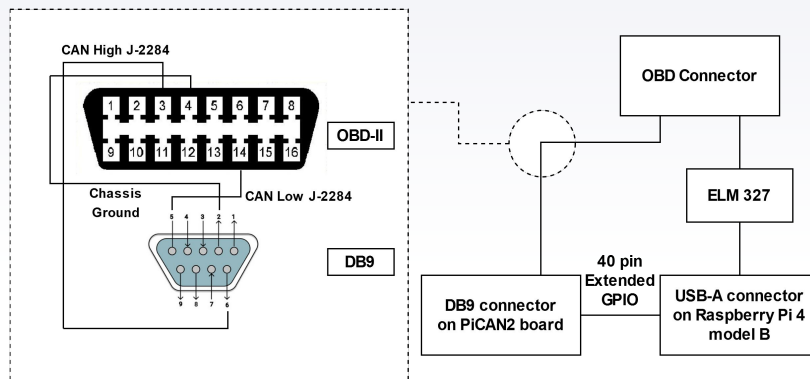 CAN High J-2284
1 2 3 4 5 6 7 8
9 10 11 12 13 14 15 16
OBD-II
Chassis
Ground
CAN Low J-2284
5 4 3 2 1
DB9
9 8 7 6
OBD Connector
ELM 327
40 pin
Extended
GPIO
DB9 connector
on PiCAN2 board
USB-A connector
on Raspberry Pi 4
model B